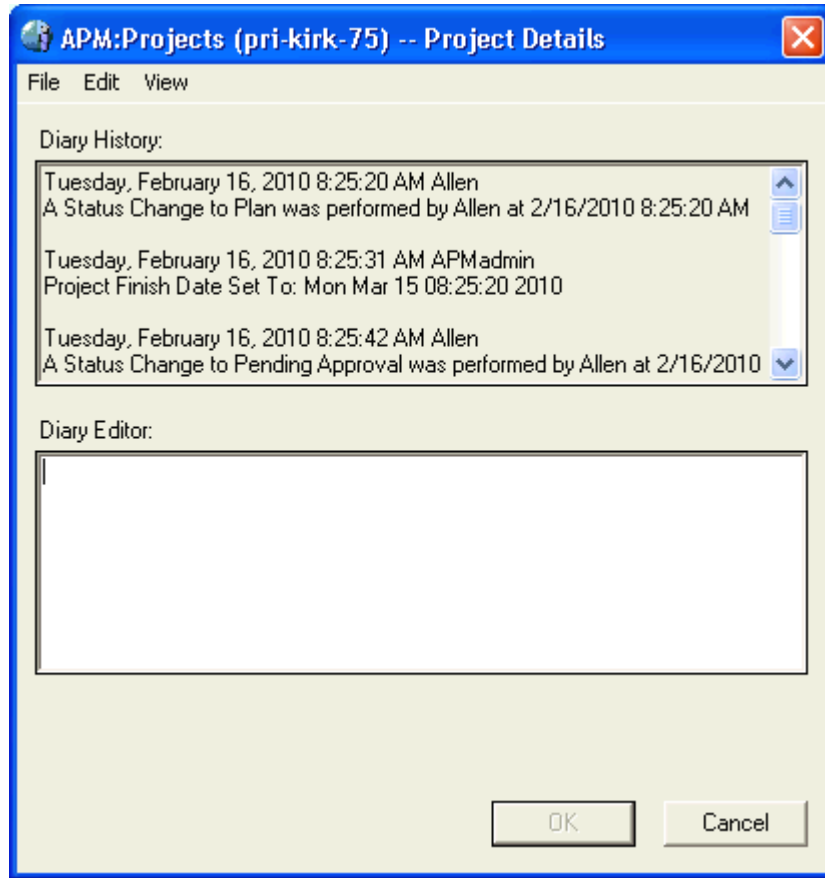 APM:Projects (pri-kirk-75) -- Project Details
File Edit View
Diary History:
Tuesday, February 16, 2010 8:25:20 AM Allen
A Status Change to Plan was performed by Allen at 2/16/2010 8:25:20 AM
Tuesday, February 16, 2010 8:25:31 AM APMadmin
Project Finish Date Set To: Mon Mar 15 08:25:20 2010
Tuesday, February 16, 2010 8:25:42 AM Allen
A Status Change to Pending Approval was performed by Allen at 2/16/2010
Diary Editor:
OK Cancel